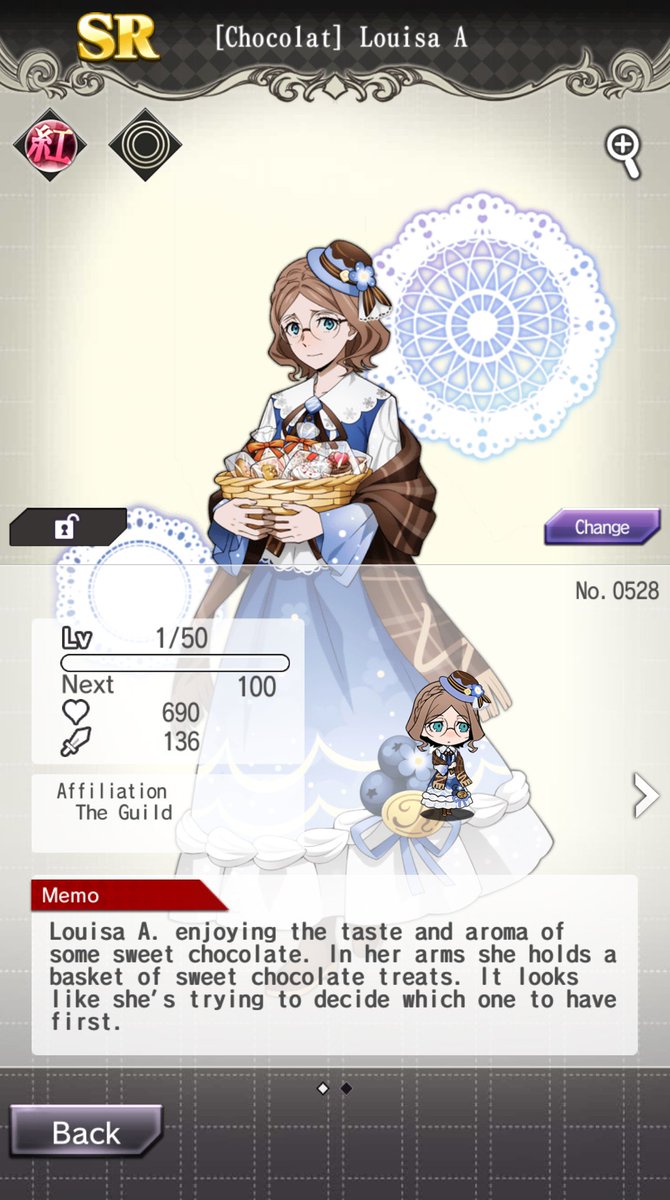 SR
[Chocolat] Louisa A
紅
Change
No. 0528
Lv 1/50
Next 100
690
136
Affiliation
The Guild
Memo
Louisa A. enjoying the taste and aroma of
some sweet chocolate. In her arms she holds a
basket of sweet chocolate treats. It looks
like she's trying to decide which one to have
first.
Back